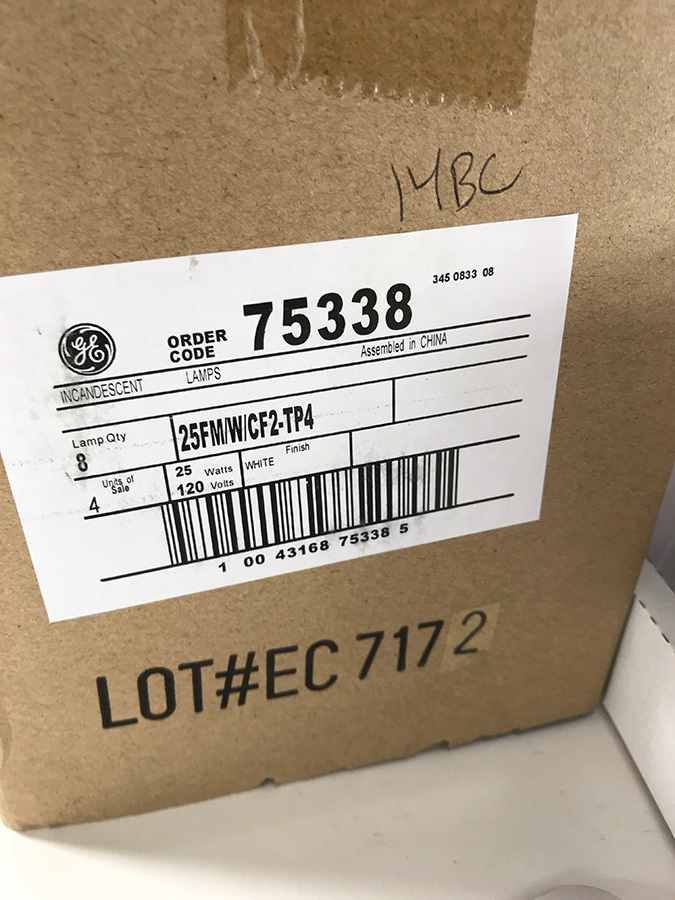 14BC
345 0833 08
GE
ORDER CODE 75338
Assembled in CHINA
INCANDESCENT LAMPS
Lamp Qty
8
25FM/W/CF2-TP4
Units of Sale
4
25 Watts
120 Volts
WHITE
Finish
1 00 43168 75338 5
LOT#EC 7172